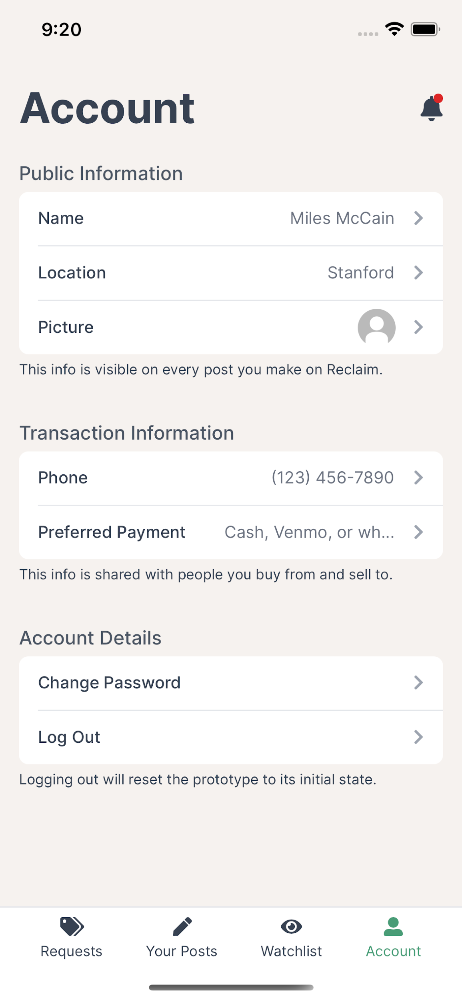 9:20
Account
Public Information
Name Miles McCain
Location Stanford
Picture
This info is visible on every post you make on Reclaim.
Transaction Information
Phone (123) 456-7890
Preferred Payment Cash, Venmo, or wh...
This info is shared with people you buy from and sell to.
Account Details
Change Password
Log Out
Logging out will reset the prototype to its initial state.
Requests Your Posts Watchlist Account